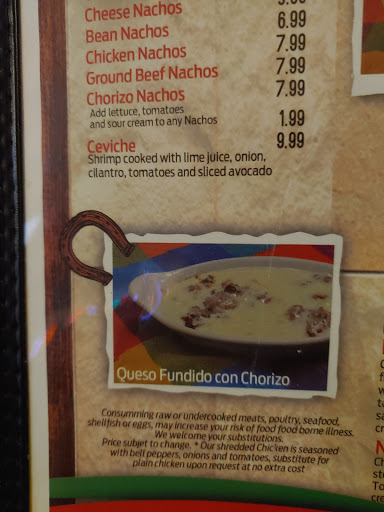 Cheese Nachos
Bean Nachos 6.99
Chicken Nachos 7.99
Ground Beef Nachos 7.99
Chorizo Nachos 7.99
Add lettuce, tomatoes
and sour cream to any Nachos 1.99
Ceviche 9.99
Shrimp cooked with lime juice, onion,
cilantro, tomatoes and sliced avocado
Queso Fundido con Chorizo
Consumming raw or undercooked meats, poultry, seafood,
shellfish or eggs, may increase your risk of food food borne illness.
We welcome your substitutions.
Price subjet to change. * Our shredded Chicken is seasoned
with bell peppers, onions and tomatoes, substitute for
plain chicken upon request at no extra cost